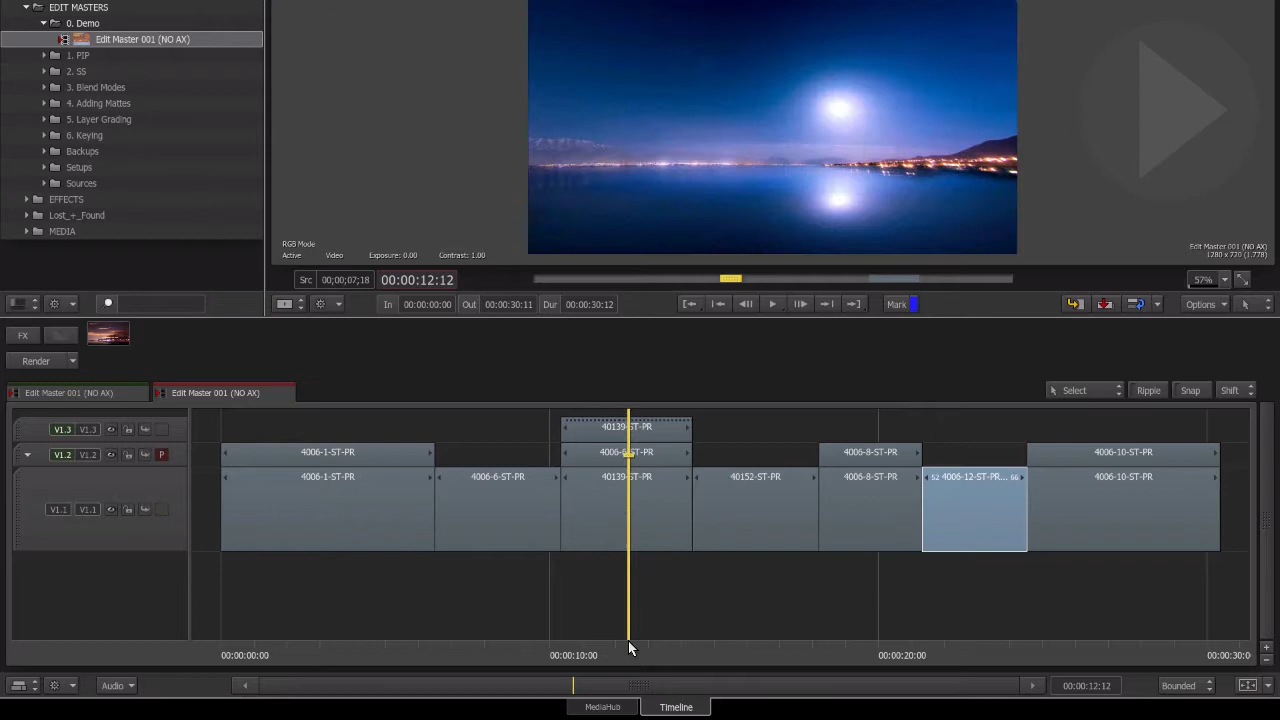 EDIT MASTERS
0. Demo
Edit Master 001 (NO AX)
1. PIP
2. SS
3. Blend Modes
4. Adding Mattes
5. Layer Grading
6. Keying
Backups
Setups
Sources
EFFECTS
Lost_+_Found
MEDIA
RGB Mode
Active Video Exposure: 0.00 Contrast: 1.00
Edit Master 001 (NO AX)
1280 x 720 (1.778)
Src 00;00;07;18 00:00:12:12 57%
In 00:00:00:00 Out 00:00:30:11 Dur 00:00:30:12 Mark Options
FX
Render
Edit Master 001 (NO AX) Edit Master 001 (NO AX) Select Ripple Snap Shift
V1.3 V1.3 40139-ST-PR
V1.2 V1.2 P 4006-1-ST-PR 4006-6-ST-PR 4006-8-ST-PR 4006-10-ST-PR
4006-1-ST-PR 4006-6-ST-PR 40139-ST-PR 40152-ST-PR 4006-8-ST-PR 52 4006-12-ST-PR... 66 4006-10-ST-PR
V1.1 V1.1
00:00:00:00 00:00:10:00 00:00:20:00 00:00:30:0
Audio 00:00:12:12 Bounded
MediaHub Timeline